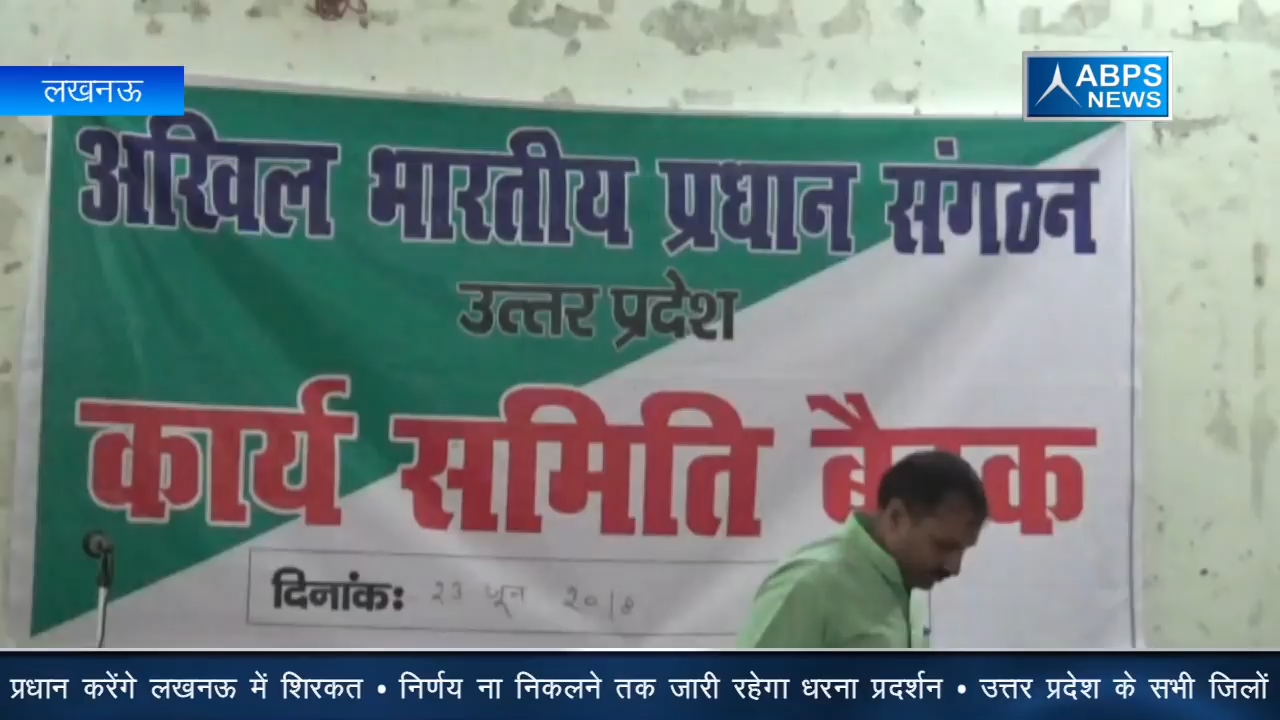 लखनऊ
ABPS
NEWS
अखिल भारतीय प्रधान संगठन
उत्तर प्रदेश
कार्य समिति बैठक
दिनांकः 23 जून
प्रधान करेंगे लखनऊ में शिरकत • निर्णय ना निकलने तक जारी रहेगा धरना प्रदर्शन • उत्तर प्रदेश के सभी जिलों